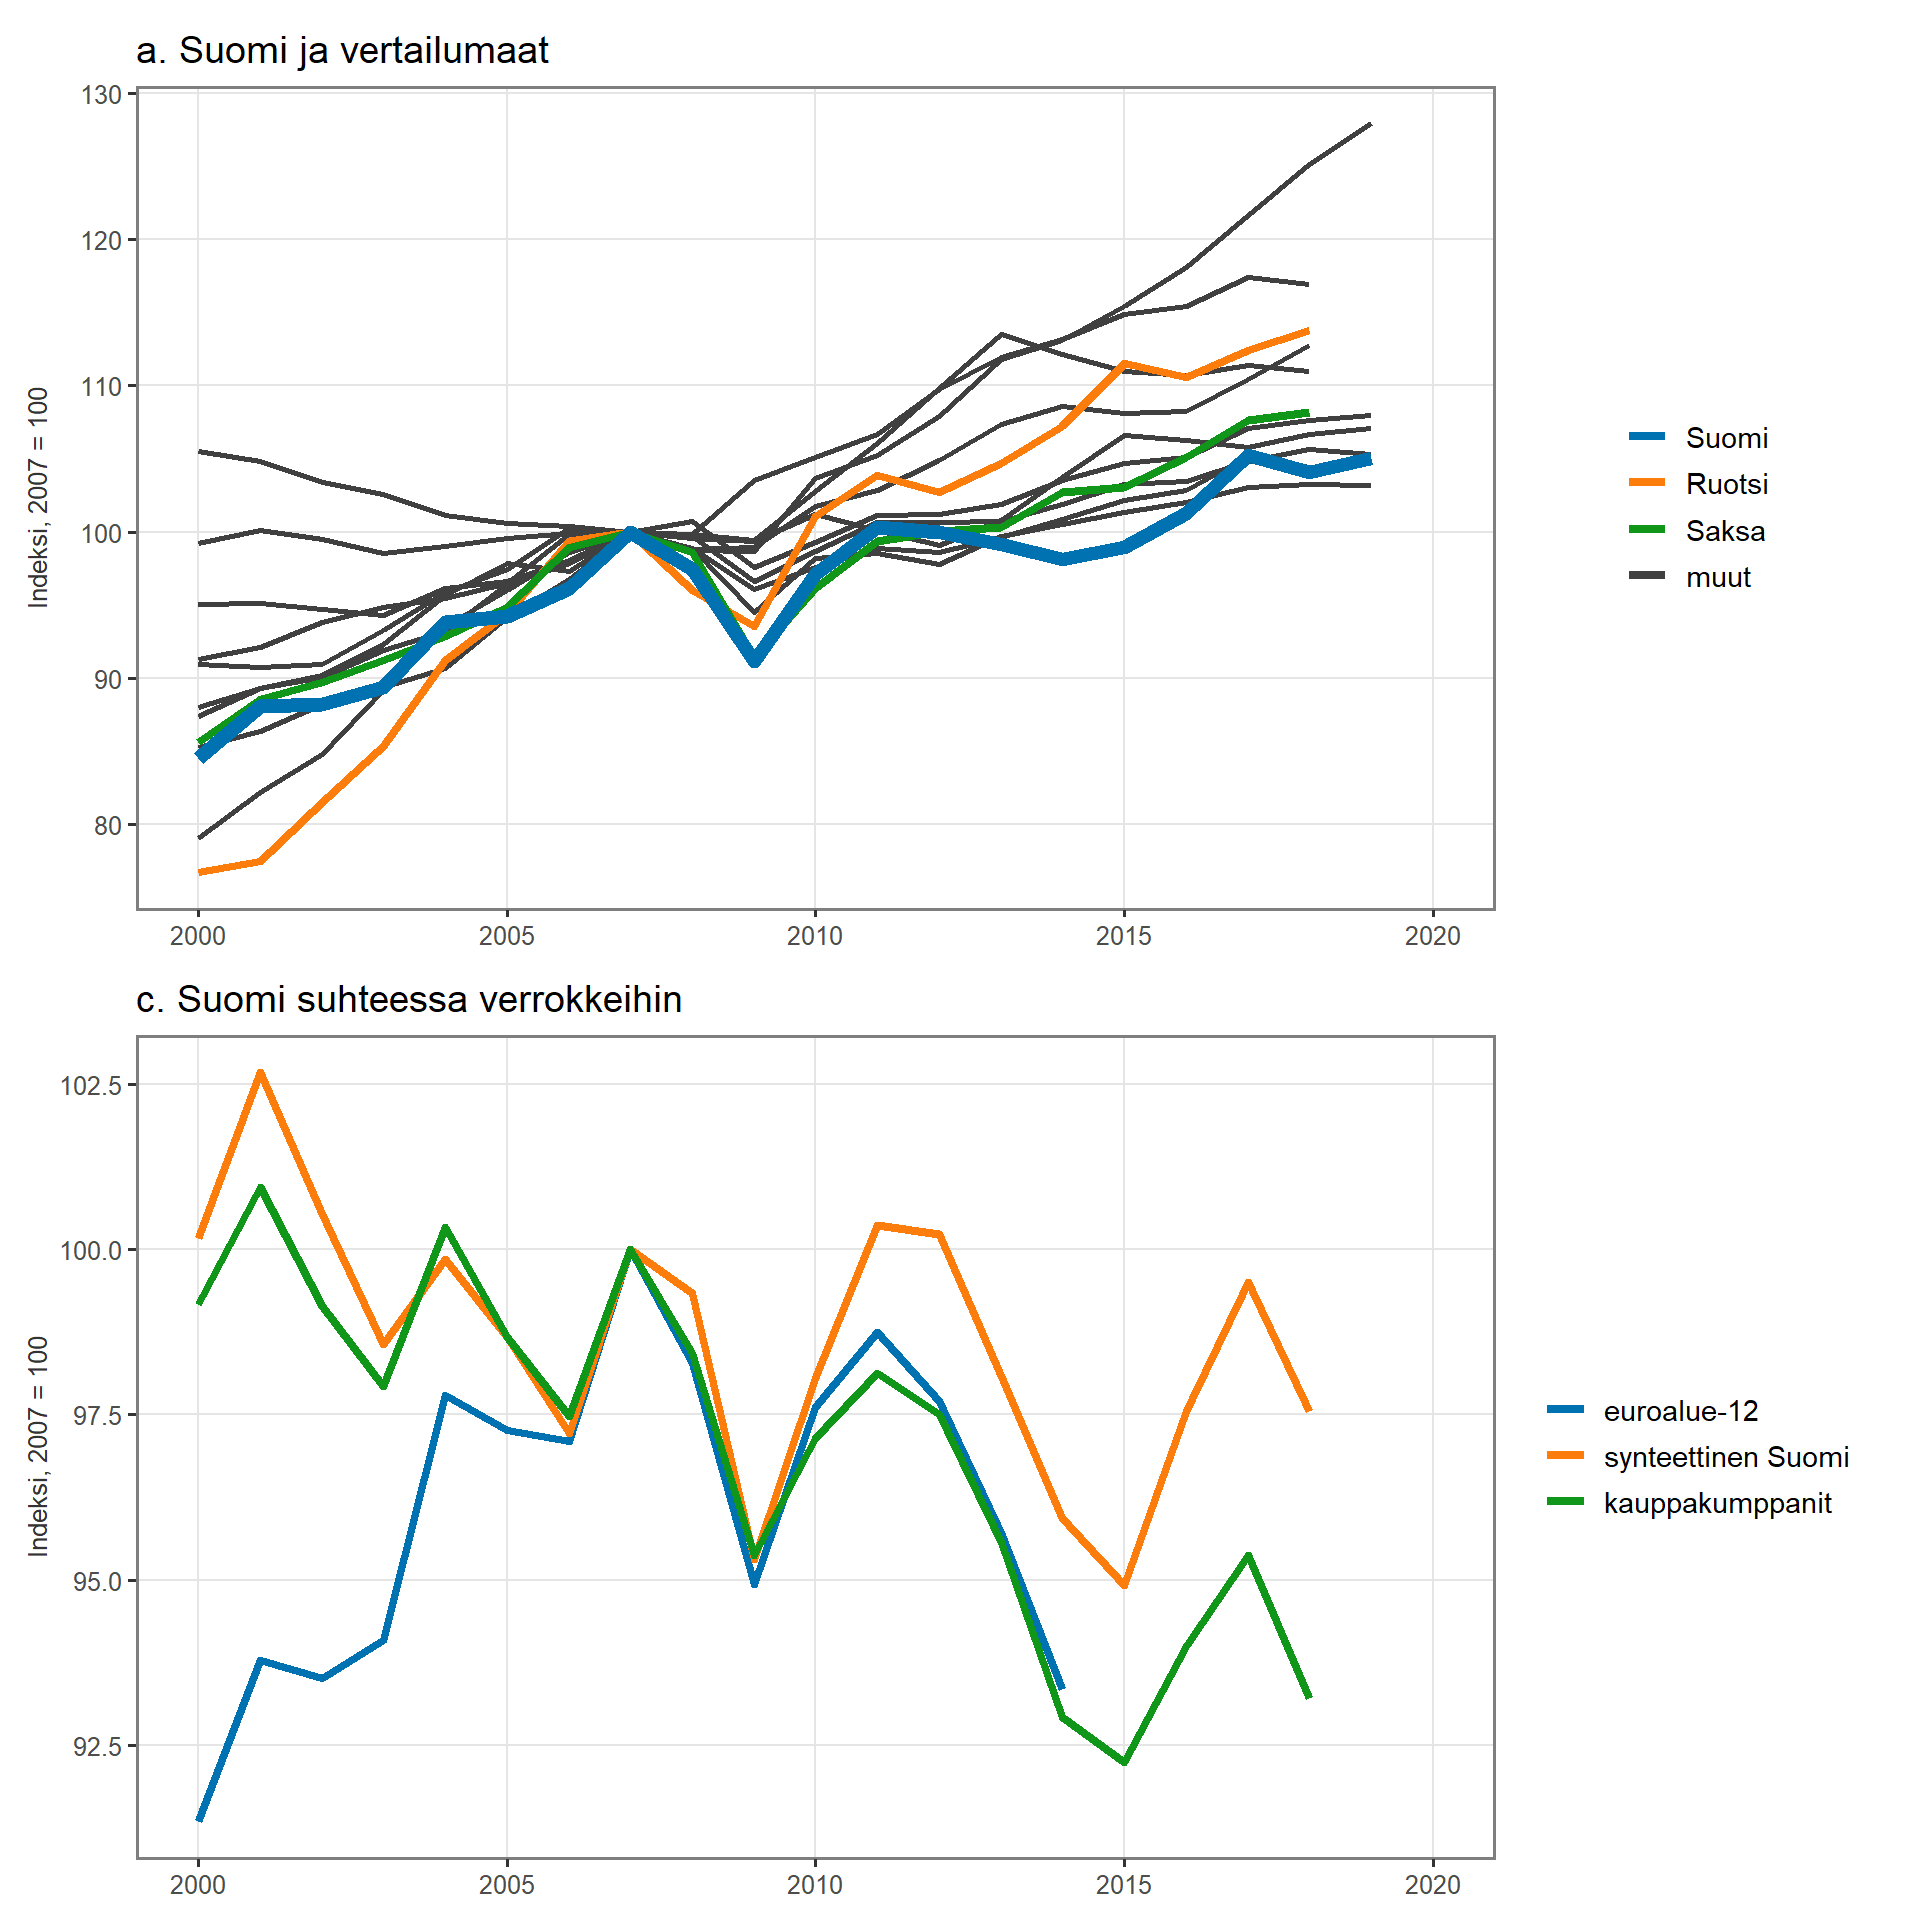 a. Suomi ja vertailumaat
Indeksi, 2007 = 100
130
120
110
100
90
80
2000
2005
2010
2015
2020
Suomi
Ruotsi
Saksa
muut
c. Suomi suhteessa verrokkeihin
Indeksi, 2007 = 100
102.5
100.0
97.5
95.0
92.5
2000
2005
2010
2015
2020
euroalue-12
synteettinen Suomi
kauppakumppanit